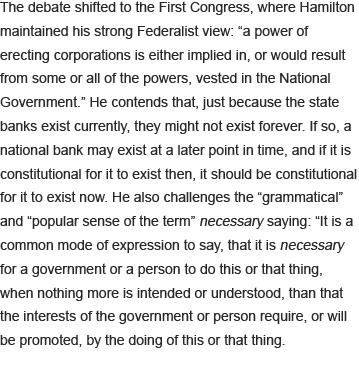 The debate shifted to the First Congress, where Hamilton
maintained his strong Federalist view: “a power of
erecting corporations is either implied in, or would result
from some or all of the powers, vested in the National
Government.” He contends that, just because the state
banks exist currently, they might not exist forever. If so, a
national bank may exist at a later point in time, and if it is
constitutional for it to exist then, it should be constitutional
for it to exist now. He also challenges the “grammatical”
and “popular sense of the term” necessary saying: “It is a
common mode of expression to say, that it is necessary
for a government or a person to do this or that thing,
when nothing more is intended or understood, than that
the interests of the government or person require, or will
be promoted, by the doing of this or that thing.